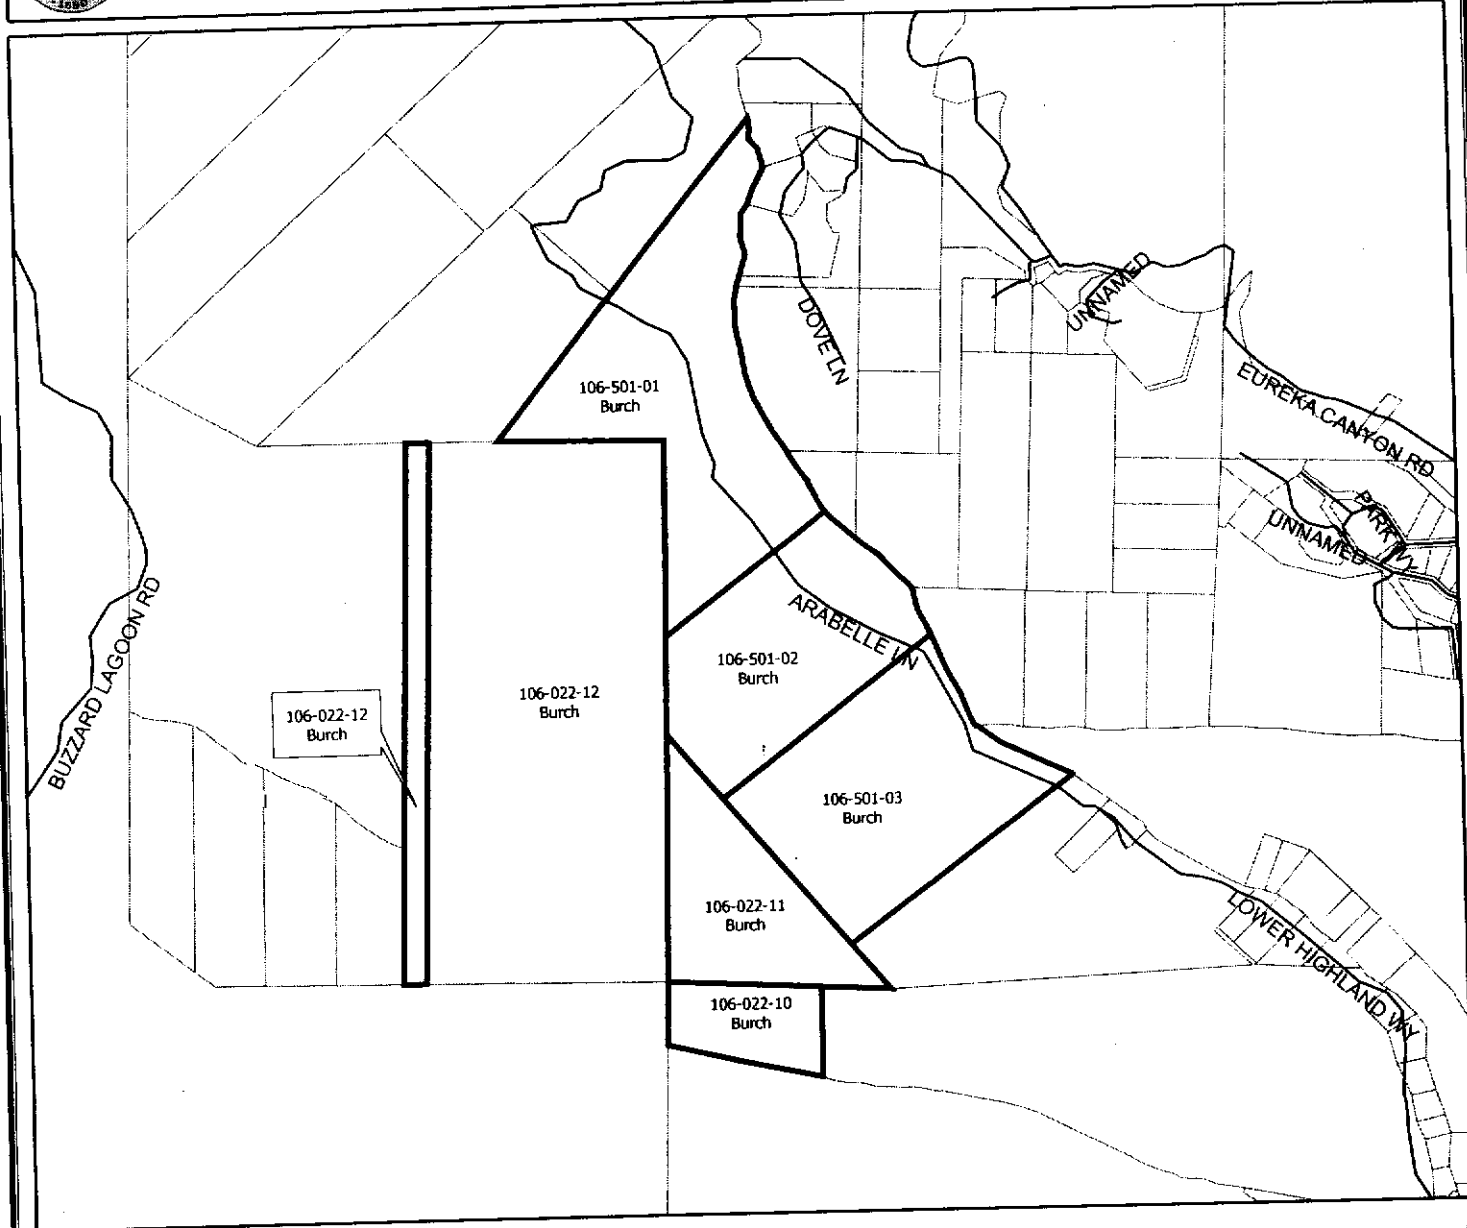 1850
DOVE LN
UNNAMED
EUREKA CANYON RD
106-501-01
Burch
PARK WY
UNNAMED
ARABELLE LN
106-501-02
Burch
BUZZARD LAGOON RD
106-022-12
Burch
106-022-12
Burch
106-501-03
Burch
106-022-11
Burch
LOWER HIGHLAND WY
106-022-10
Burch